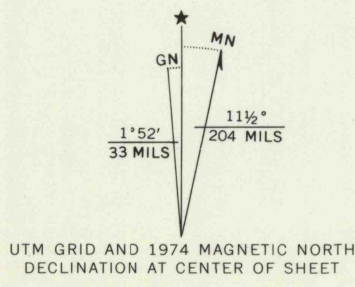 ★
MN
GN
1°52'
33 MILS
11½°
204 MILS
UTM GRID AND 1974 MAGNETIC NORTH
DECLINATION AT CENTER OF SHEET